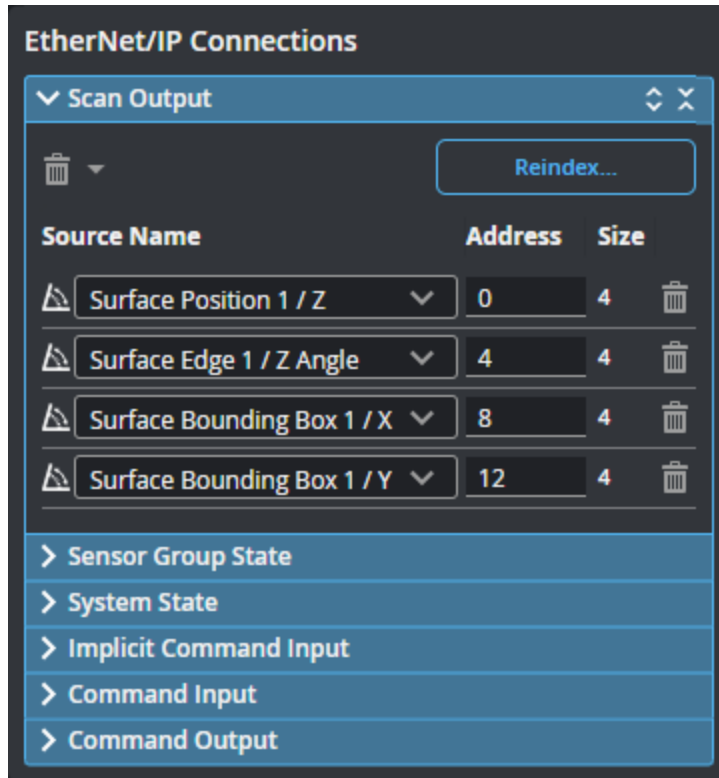 EtherNet/IP Connections
Scan Output
Reindex...
Source Name Address Size
Surface Position 1 / Z 0 4
Surface Edge 1 / Z Angle 4 4
Surface Bounding Box 1 / X 8 4
Surface Bounding Box 1 / Y 12 4
Sensor Group State
System State
Implicit Command Input
Command Input
Command Output